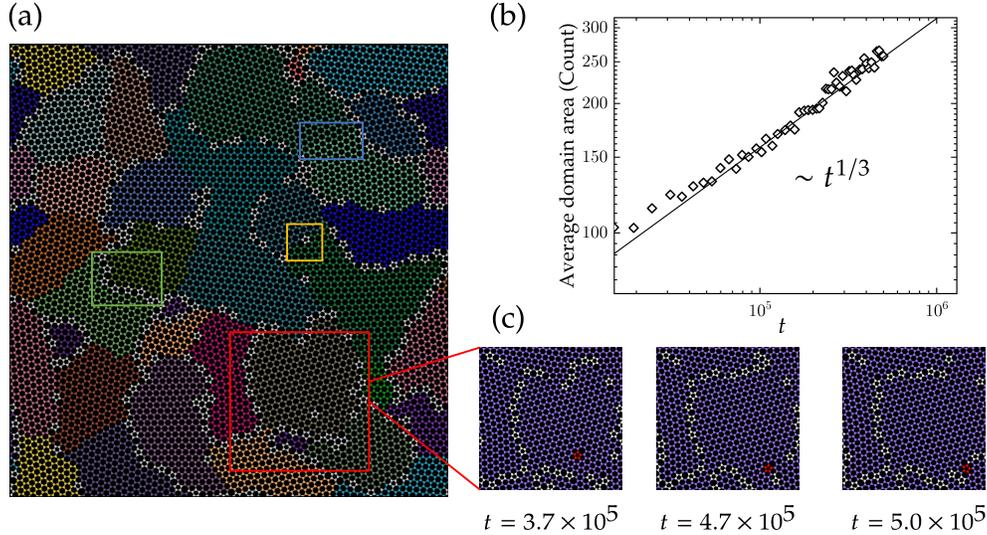 (a)
(b)
Average domain area (Count)
300
250
200
150
100
~ t^{1/3}
10^5
10^6
t
(c)
t = 3.7 × 10^5
t = 4.7 × 10^5
t = 5.0 × 10^5